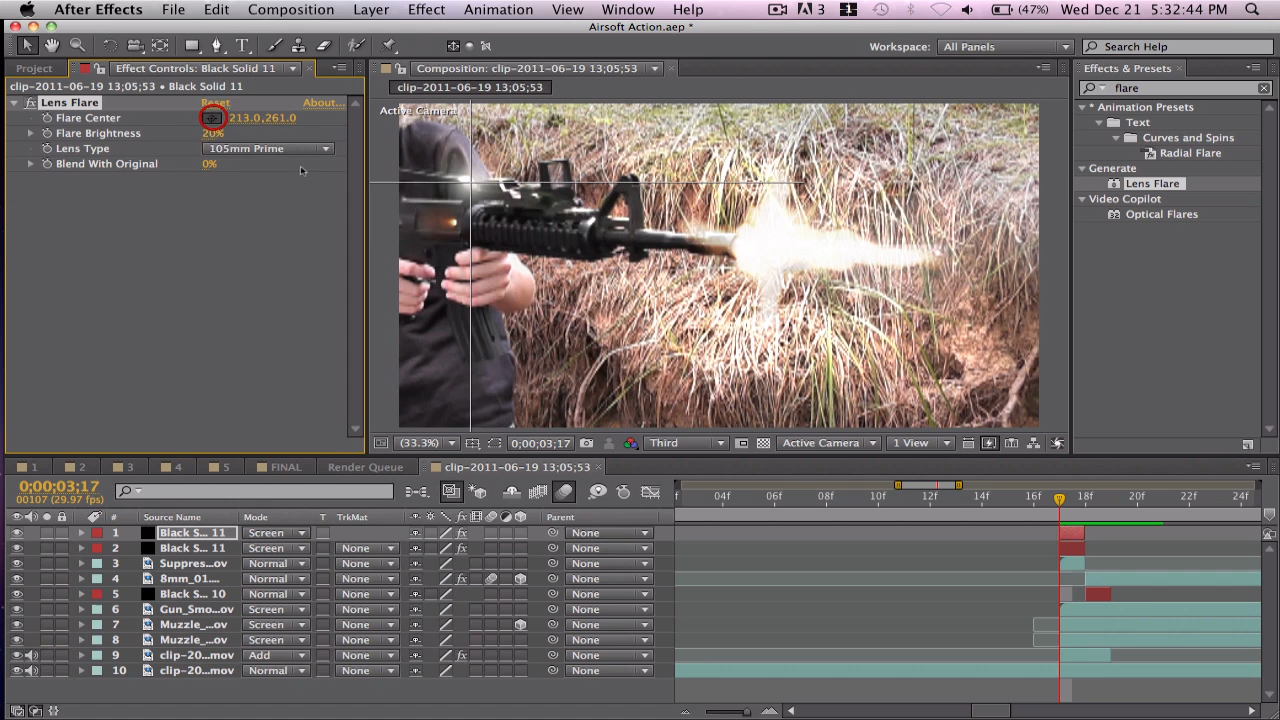 After Effects File Edit Composition Layer Effect Animation View Window Help 3 1 (47%) Wed Dec 21 5:32:44 PM
Airsoft Action.aep *
Workspace: All Panels Search Help
Project Effect Controls: Black Solid 11 Composition: clip-2011-06-19 13;05;53 Effects & Presets
clip-2011-06-19 13;05;53 • Black Solid 11 clip-2011-06-19 13;05;53 flare
fx Lens Flare Reset About...
Active Camera
* Animation Presets
Flare Center 213.0,261.0
Text
Flare Brightness 20%
Curves and Spins
Lens Type 105mm Prime
Radial Flare
Blend With Original 0%
Generate
Lens Flare
Video Copilot
Optical Flares
(33.3%) 0;00;03;17 Third Active Camera 1 View
1 2 3 4 5 FINAL Render Queue clip-2011-06-19 13;05;53
0;00;03;17
00107 (29.97 fps)
f 02f 04f 06f 08f 10f 12f 14f 16f 18f 20f 22f 24f
# Source Name Mode T TrkMat fx Parent
1 Black S... 11 Screen fx None
2 Black S... 11 Screen None fx None
3 Suppres...ov Normal None None
4 8mm_01.... Normal None fx None
5 Black S... 10 Normal None None
6 Gun_Smo...ov Screen None None
7 Muzzle_...ov Screen None None
8 Muzzle_...ov Screen None None
9 clip-20...mov Add None fx None
10 clip-20...mov Normal None None